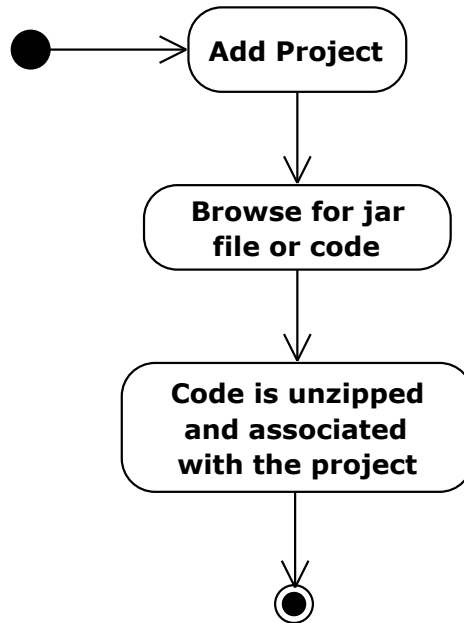 Add Project
Browse for jar
file or code
Code is unzipped
and associated
with the project